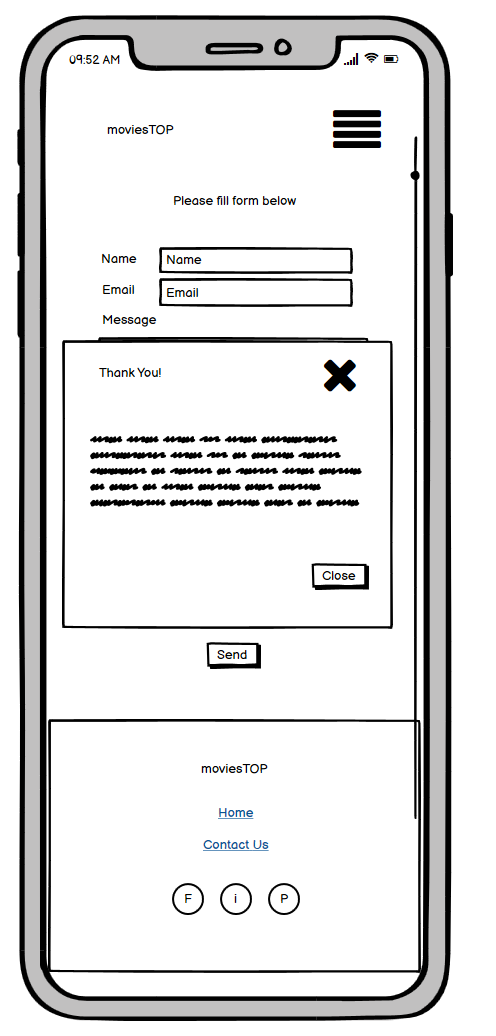 09:52 AM
moviesTOP
Please fill form below
Name Name
Email Email
Message
Thank You!
Close
Send
moviesTOP
Home
Contact Us
F i P